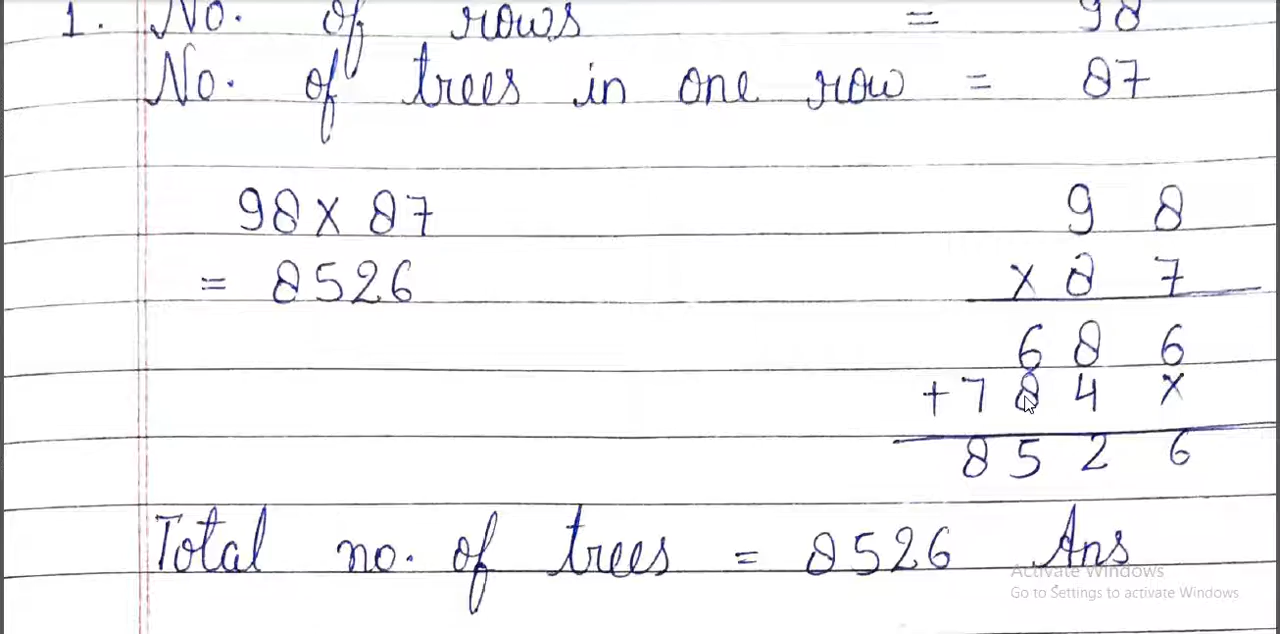 1. No. of rows = 98
No. of trees in one row = 87
98 x 87
= 8526
9 8
x 8 7
6 8 6
+ 7 8 4 x
8 5 2 6
Total no. of trees = 8526 Ans
Activate Windows
Go to Settings to activate Windows.